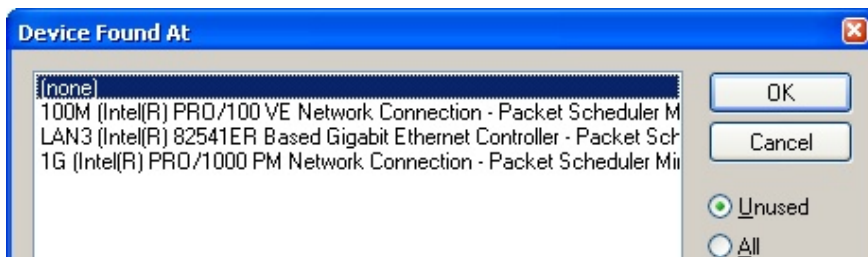 Device Found At
(none)
100M (Intel(R) PRO/100 VE Network Connection - Packet Scheduler M
LAN3 (Intel(R) 82541ER Based Gigabit Ethernet Controller - Packet Sch
1G (Intel(R) PRO/1000 PM Network Connection - Packet Scheduler Min
OK
Cancel
Unused
All